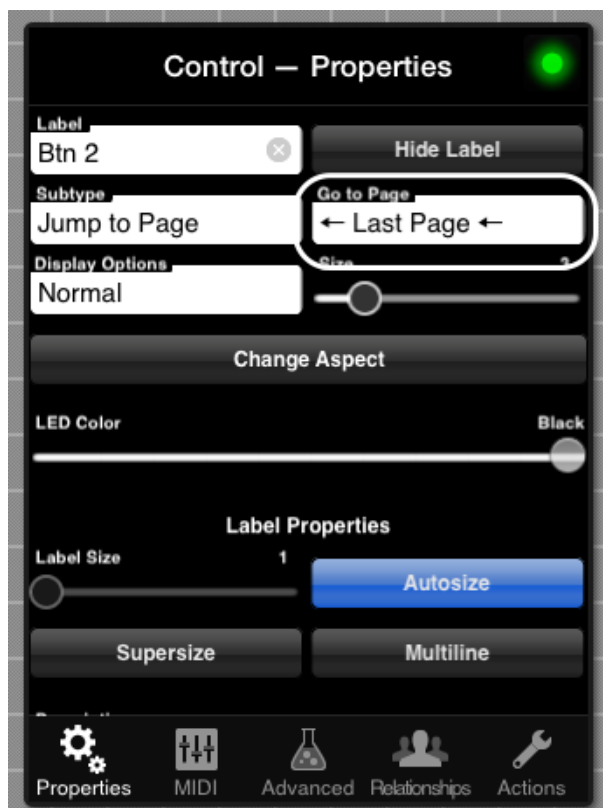 Control — Properties
Label
Btn 2
Hide Label
Subtype
Jump to Page
Go to Page
← Last Page ←
Display Options
Normal
Size
LED Color
Black
Change Aspect
Label Properties
Label Size
1
Autosize
Supersize
Multiline
Properties
MIDI
Advanced
Relationships
Actions